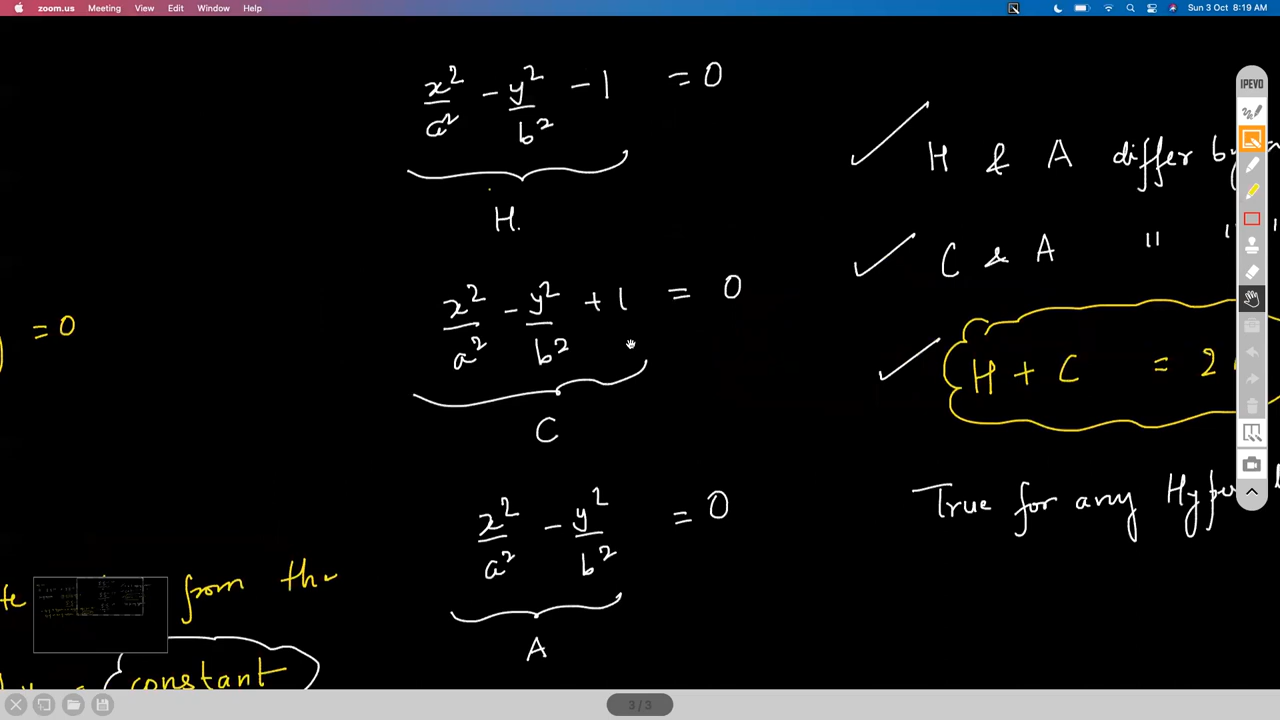 zoom.us Meeting View Edit Window Help Sun 3 Oct 8:19 AM
IPEVO
x²/a² - y²/b² - 1 = 0
H.
x²/a² - y²/b² + 1 = 0
C
x²/a² - y²/b² = 0
A
H & A differ by
C & A " "
H + C = 2
True for any
= 0
from the
constant
3 / 3